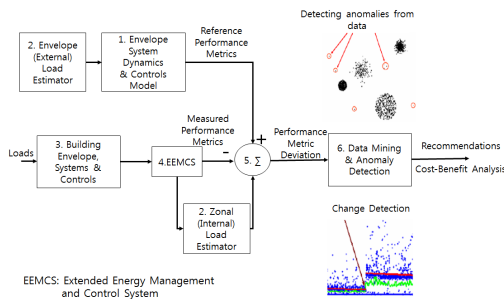 Detecting anomalies from
data
2. Envelope
(External)
Load
Estimator
1. Envelope
System
Dynamics
& Controls
Model
Reference
Performance
Metrics
Loads
3. Building
Envelope,
Systems &
Controls
Measured
Performance
Metrics
4.EEMCS
-
+
5. Σ
Performance
Metric
Deviation
6. Data Mining
& Anomaly
Detection
Recommendations
Cost-Benefit Analysis
2. Zonal
(Internal)
Load
Estimator
Change Detection
EEMCS: Extended Energy Management
and Control System